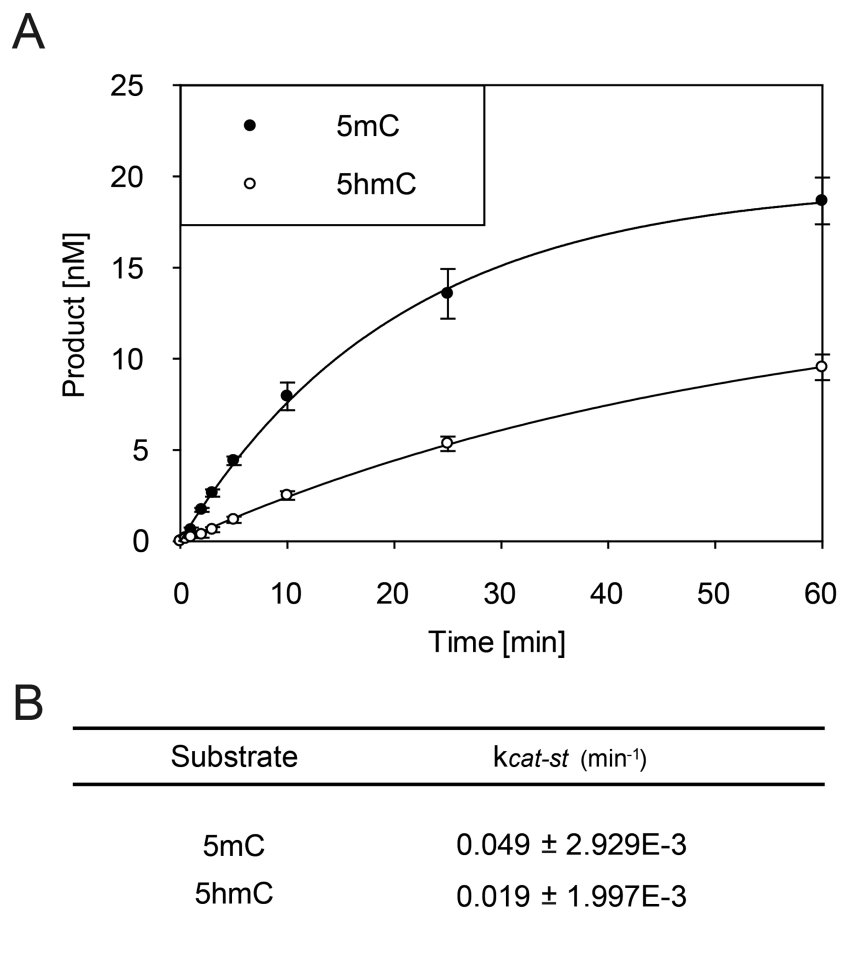 A
25
5mC
5hmC
20
15
10
5
0
Product [nM]
0 10 20 30 40 50 60
Time [min]
B
Substrate kcat-st (min-1)
5mC 0.049 ± 2.929E-3
5hmC 0.019 ± 1.997E-3